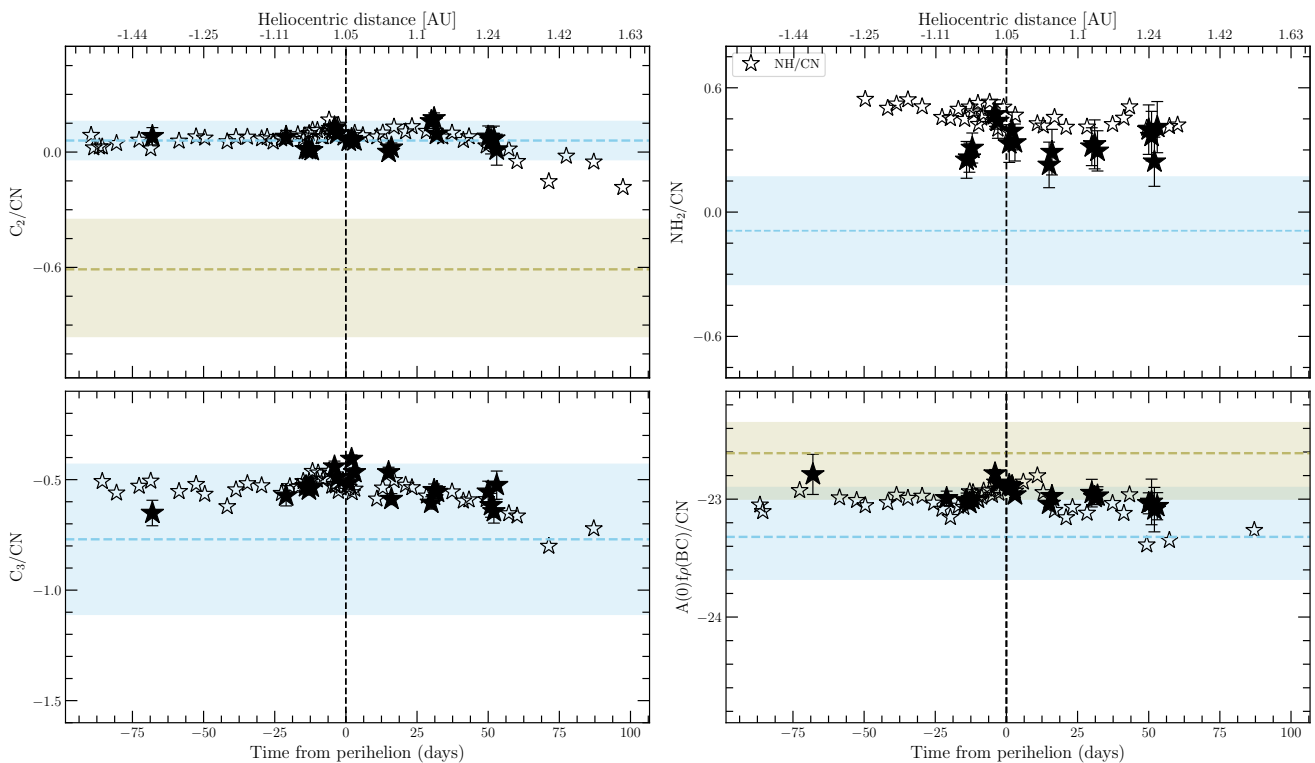 Heliocentric distance [AU]
-1.44 -1.25 -1.11 1.05 1.1 1.24 1.42 1.63
0.0
−0.6
C₂/CN
Heliocentric distance [AU]
-1.44 -1.25 -1.11 1.05 1.1 1.24 1.42 1.63
NH/CN
0.6
0.0
−0.6
NH₂/CN
−0.5
−1.0
−1.5
C₃/CN
−75 −50 −25 0 25 50 75 100
Time from perihelion (days)
−23
−24
A(0)fρ(BC)/CN
−75 −50 −25 0 25 50 75 100
Time from perihelion (days)